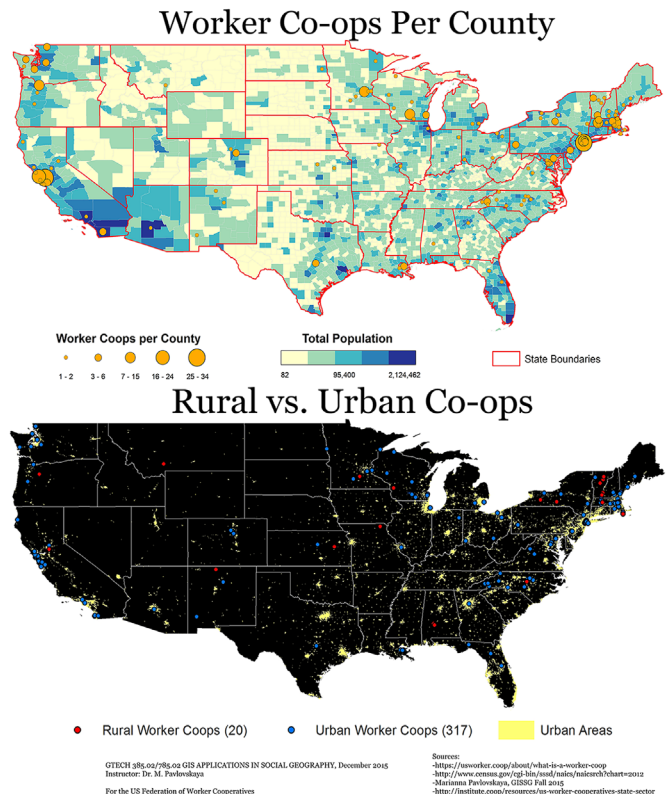 Worker Co-ops Per County
Worker Coops per County
1 - 2
3 - 6
7 - 15
16 - 24
25 - 34
Total Population
82
95,400
2,124,462
State Boundaries
Rural vs. Urban Co-ops
Rural Worker Coops (20)
Urban Worker Coops (317)
Urban Areas
GTECH 385.02/785.02 GIS APPLICATIONS IN SOCIAL GEOGRAPHY, December 2015
Instructor: Dr. M. Pavlovskaya
For the US Federation of Worker Cooperatives
Sources:
-https://usworker.coop/about/what-is-a-worker-coop
-http://www.census.gov/cgi-bin/sssd/naics/naicsrch?chart=2012
-Marianna Pavlovskaya, GISSG Fall 2015
-http://institute.coop/resources/us-worker-cooperatives-state-sector